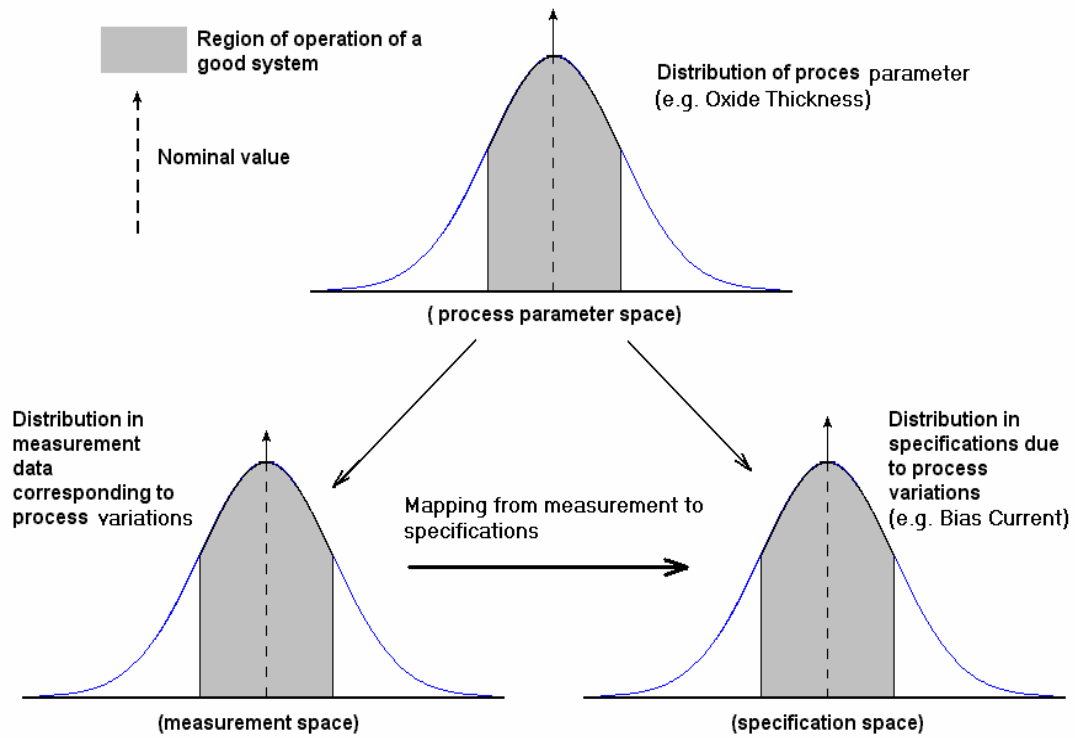 Region of operation of a
good system
Nominal value
Distribution of proces parameter
(e.g. Oxide Thickness)
( process parameter space)
Distribution in
measurement
data
corresponding to
process variations
Mapping from measurement to
specifications
Distribution in
specifications due
to process
variations
(e.g. Bias Current)
(measurement space)
(specification space)